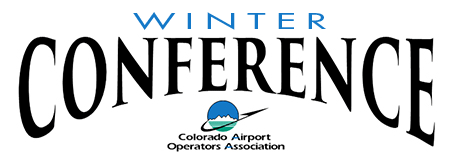 WINTER
CONFERENCE
Colorado Airport
Operators Association